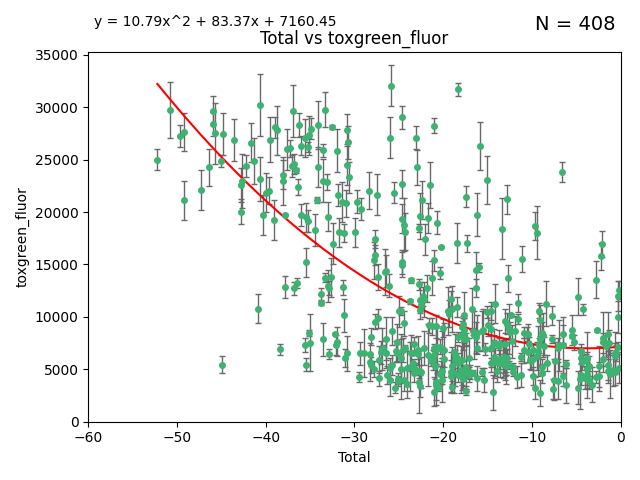 y = 10.79x^2 + 83.37x + 7160.45
N = 408
Total vs toxgreen_fluor
35000
30000
25000
20000
15000
10000
5000
0
toxgreen_fluor
−60 −50 −40 −30 −20 −10 0
Total